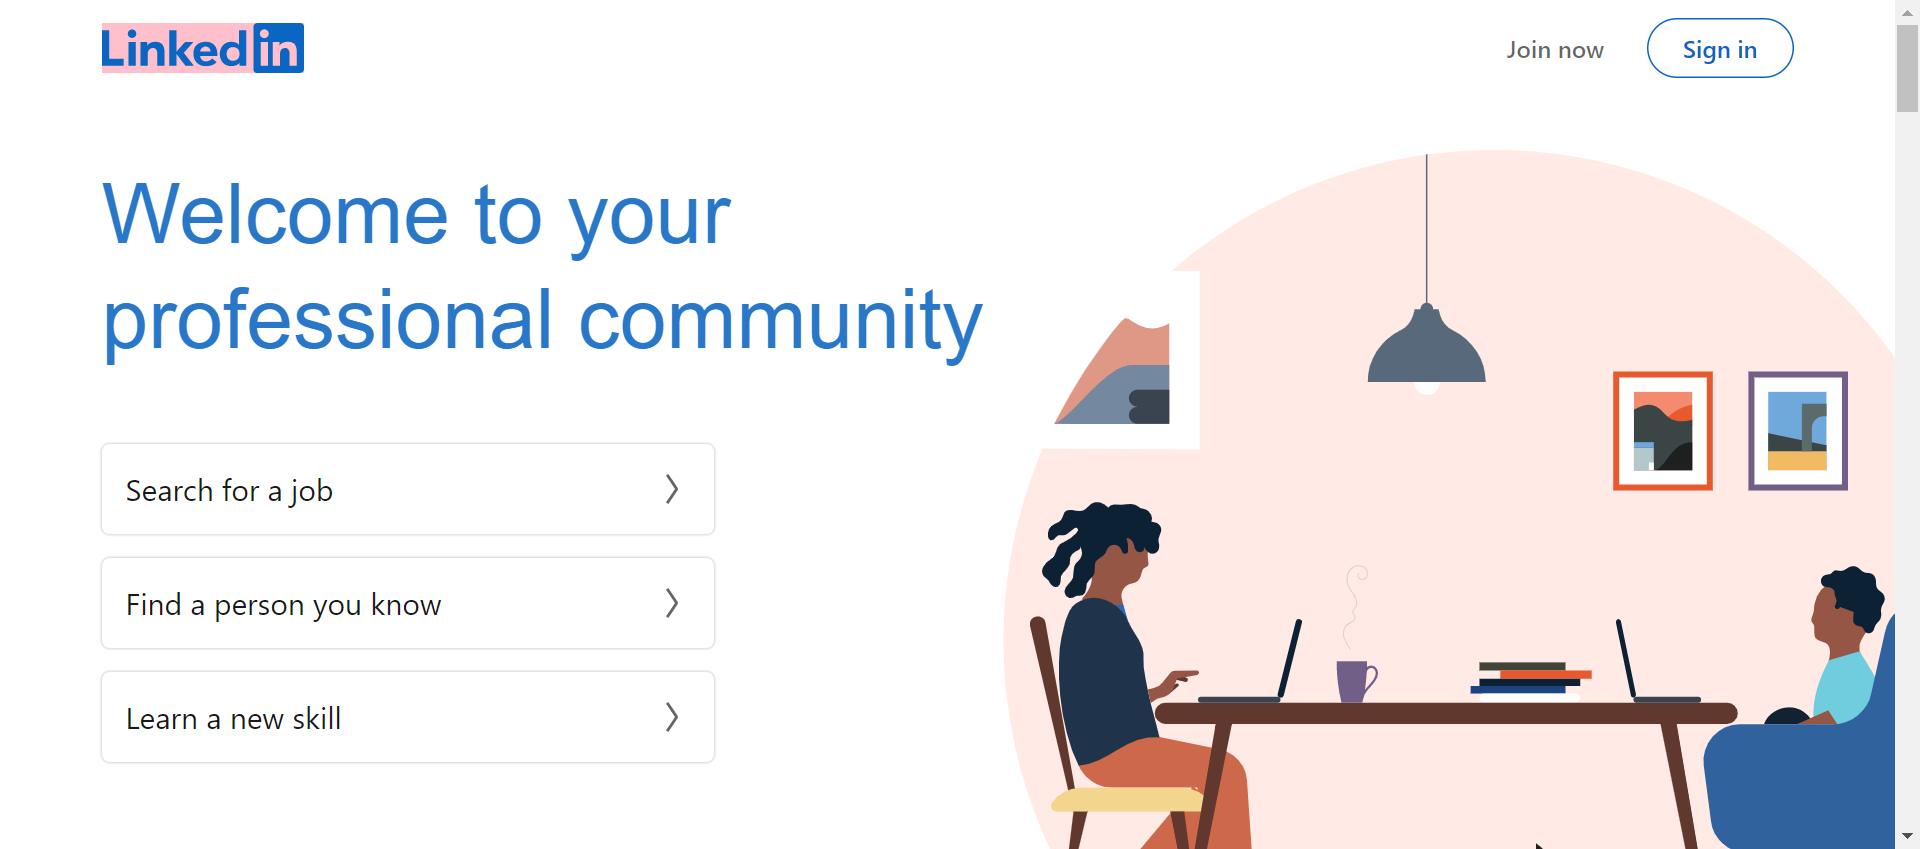 LinkedIn
Join now
Sign in
Welcome to your
professional community
Search for a job
Find a person you know
Learn a new skill